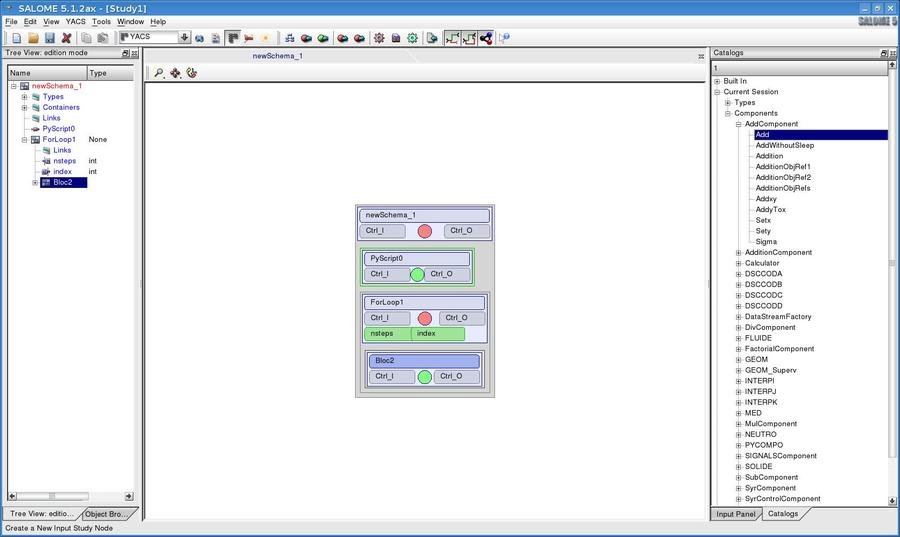 SALOME 5.1.2ax - [Study1]
File Edit View YACS Tools Window Help
SALOME 5
YACS
Tree View: edition mode
Name Type
newSchema_1
Types
Containers
Links
PyScript0
ForLoop1 None
Links
nsteps int
index int
Bloc2
Tree View: editio...
Object Bro...
Create a New Input Study Node
newSchema_1
newSchema_1
Ctrl_I Ctrl_O
PyScript0
Ctrl_I Ctrl_O
ForLoop1
Ctrl_I Ctrl_O
nsteps index
Bloc2
Ctrl_I Ctrl_O
Catalogs
1
Built In
Current Session
Types
Components
AddComponent
Add
AddWithoutSleep
Addition
AdditionObjRef1
AdditionObjRef2
AdditionObjRefs
Addxy
AddyTox
Setx
Sety
Sigma
AdditionComponent
Calculator
DSCCODA
DSCCODB
DSCCODC
DSCCODD
DataStreamFactory
DivComponent
FLUIDE
FactorialComponent
GEOM
GEOM_Superv
INTERPI
INTERPJ
INTERPK
MED
MulComponent
NEUTRO
PYCOMPO
SIGNALSComponent
SOLIDE
SubComponent
SyrComponent
SyrControlComponent
Input Panel
Catalogs